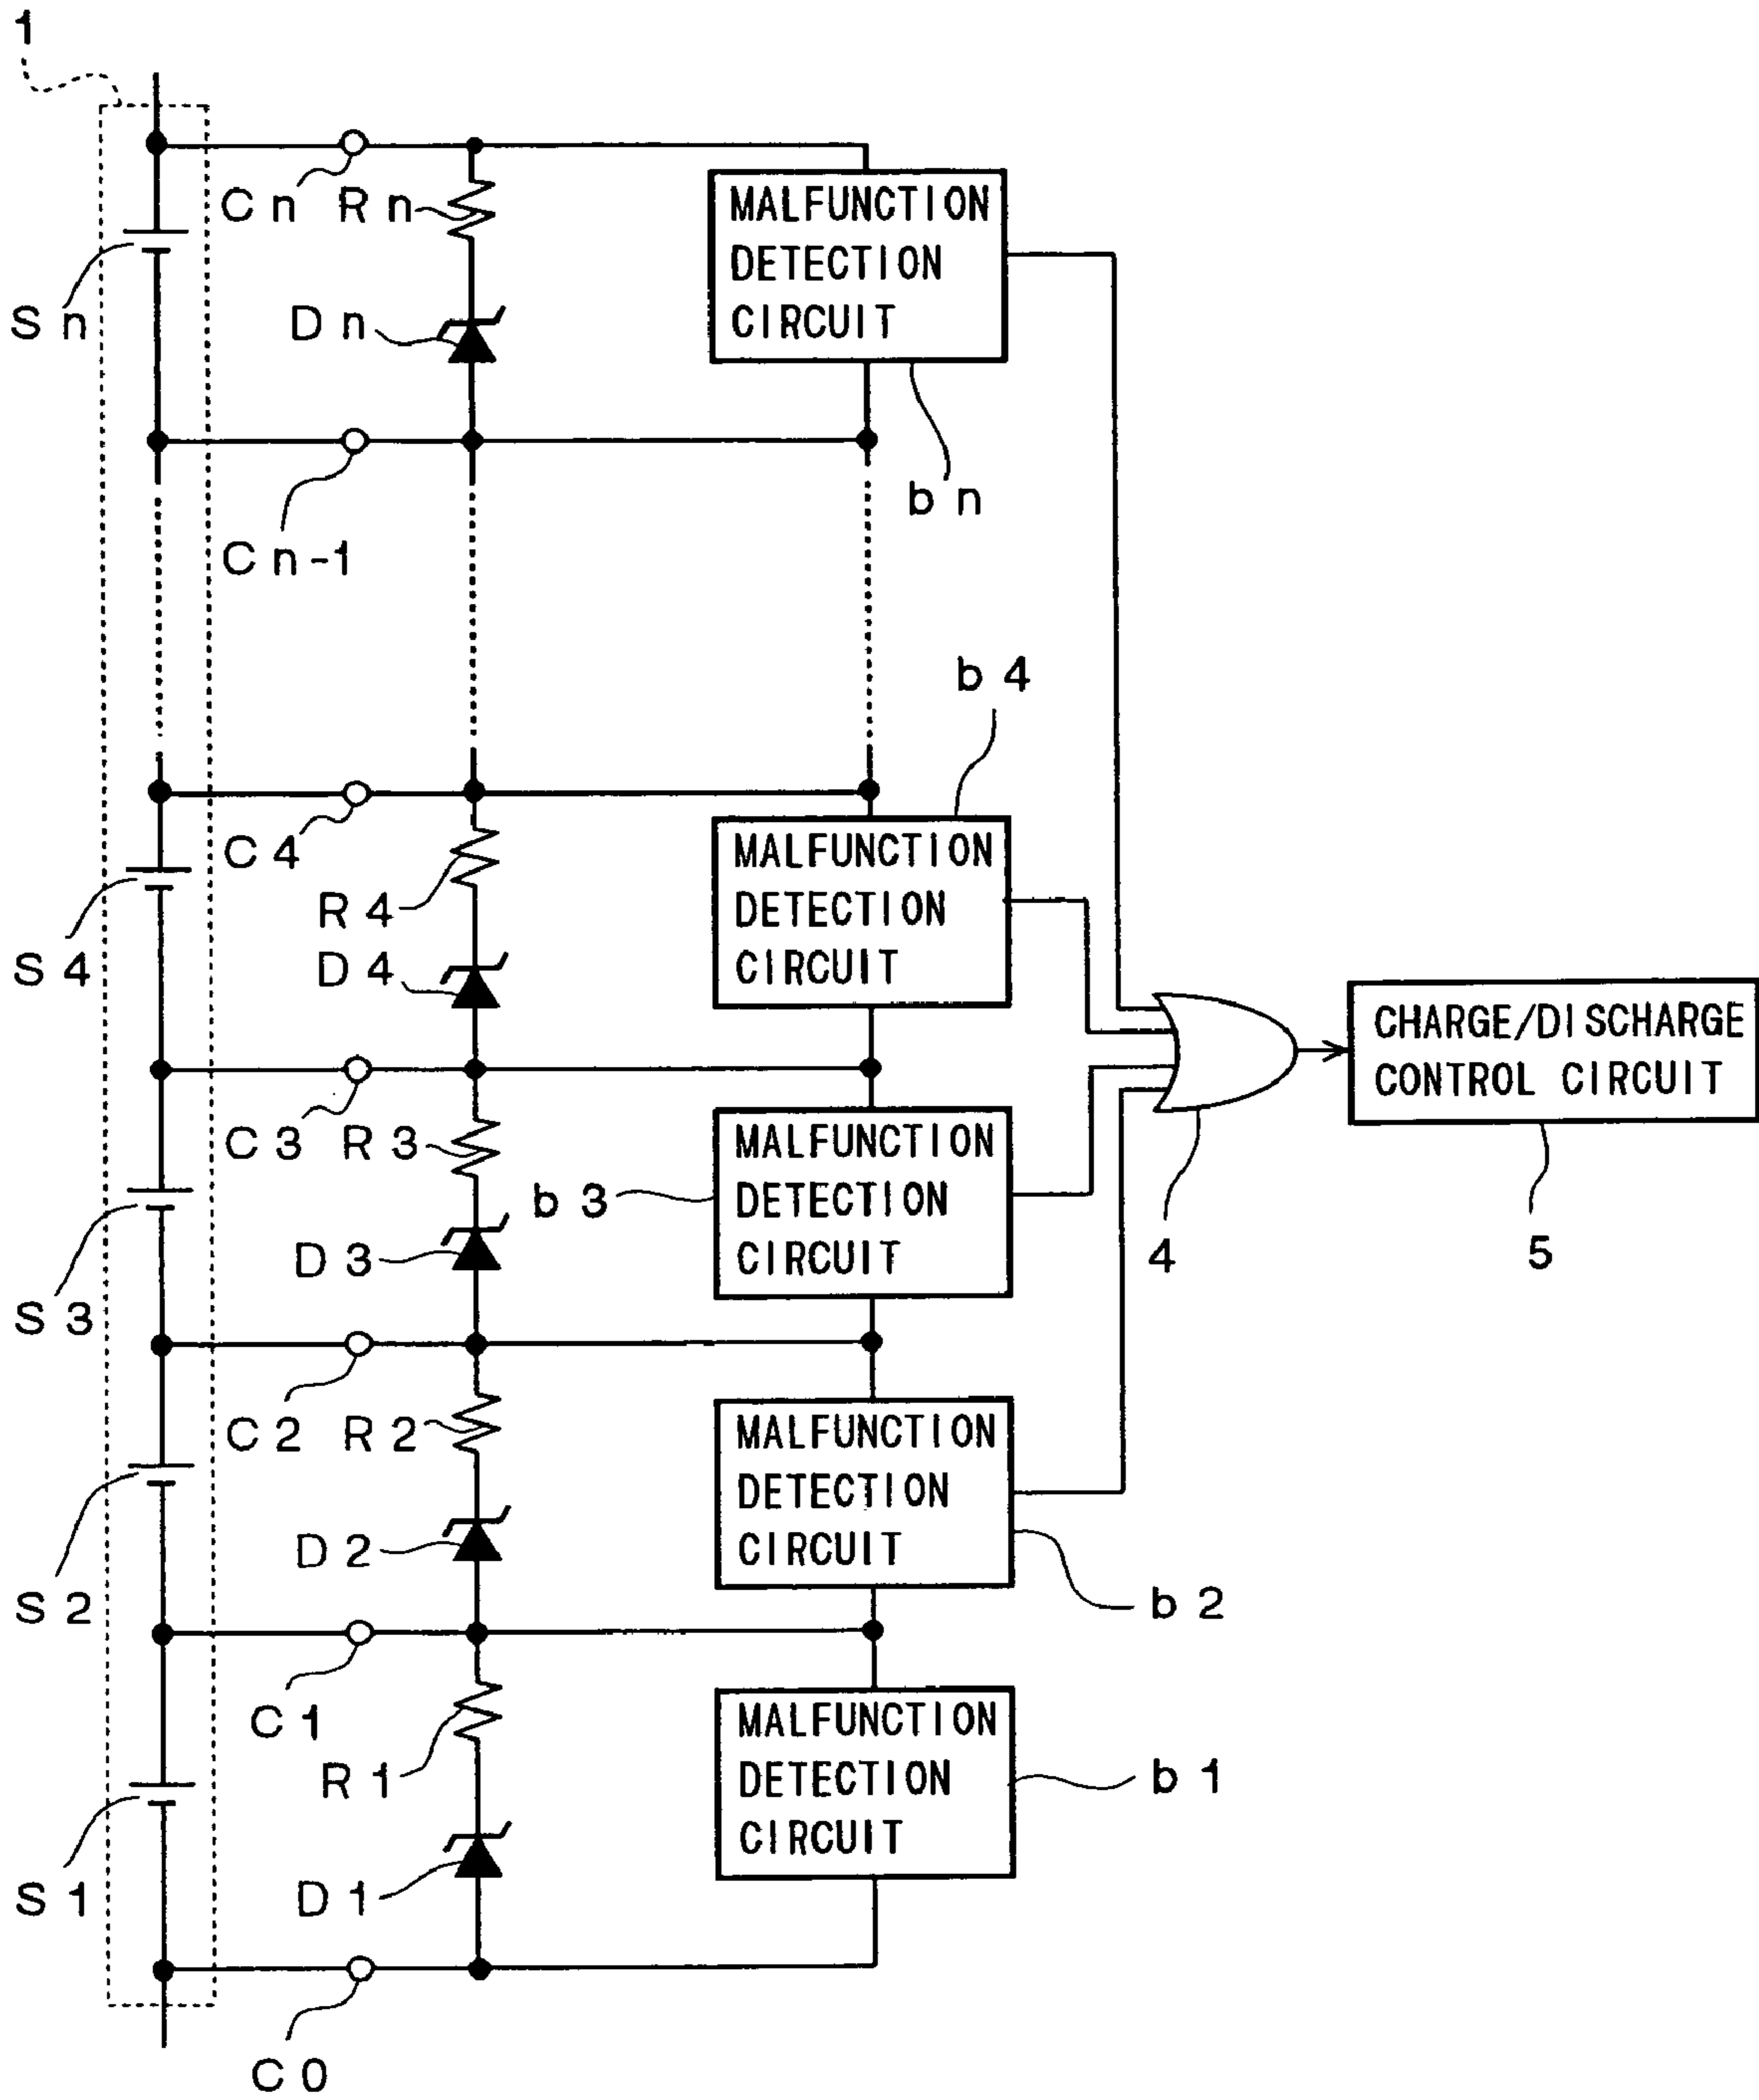 1
Cn Rn
MALFUNCTION
DETECTION
CIRCUIT
Sn
Dn
bn
Cn-1
b4
C4
MALFUNCTION
DETECTION
CIRCUIT
R4
S4
D4
CHARGE/DISCHARGE
CONTROL CIRCUIT
C3 R3
MALFUNCTION
DETECTION
CIRCUIT
b3
D3
4
5
S3
C2 R2
MALFUNCTION
DETECTION
CIRCUIT
D2
S2
b2
C1
MALFUNCTION
DETECTION
CIRCUIT
R1
b1
S1
D1
C0